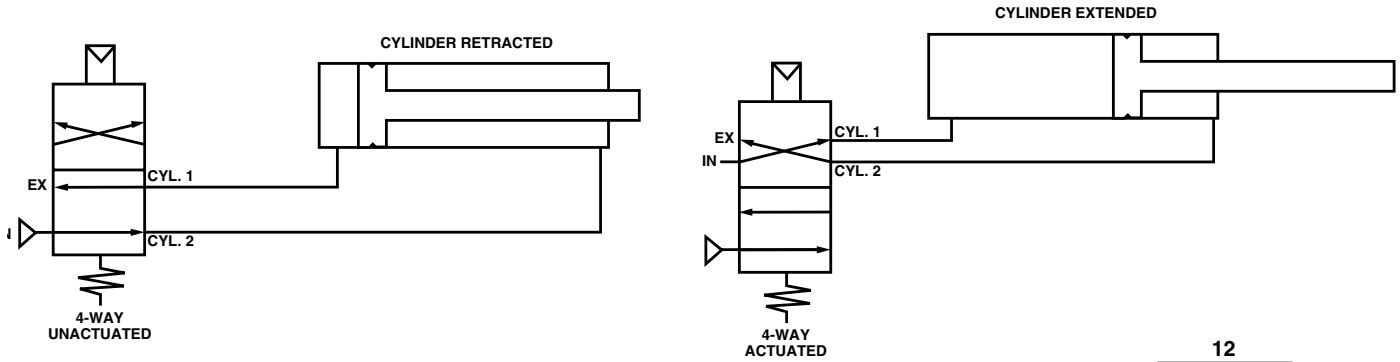 CYLINDER RETRACTED
EX
CYL. 1
CYL. 2
4-WAY
UNACTUATED
CYLINDER EXTENDED
EX
CYL. 1
IN
CYL. 2
4-WAY
ACTUATED
12